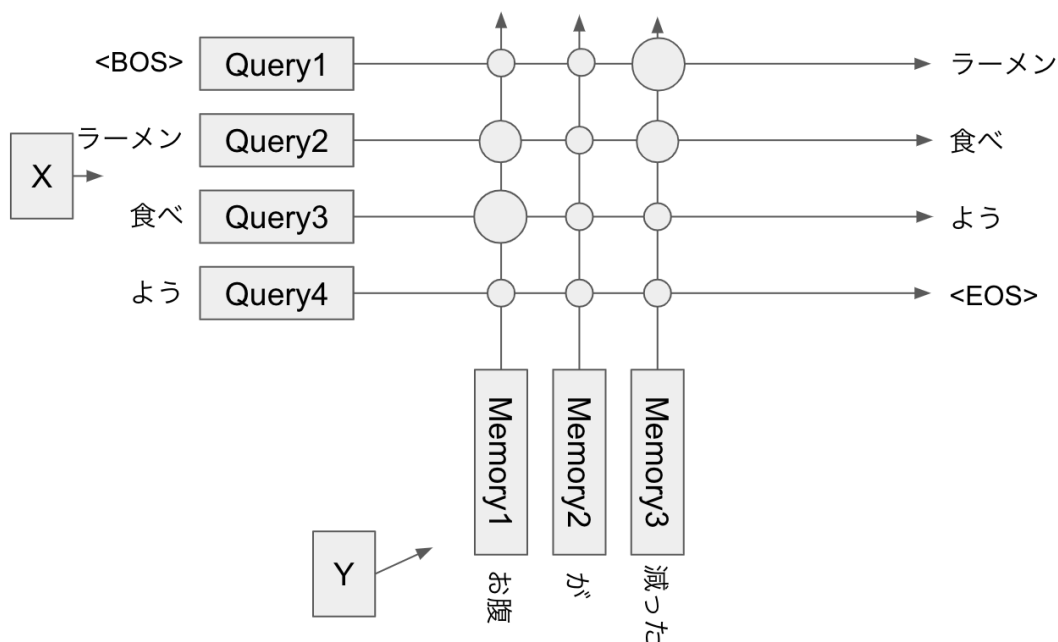 <BOS> Query1 ラーメン
ラーメン Query2 食べ
X
食べ Query3 よう
よう Query4 <EOS>
Memory1
Memory2
Memory3
Y
お腹
が
減った